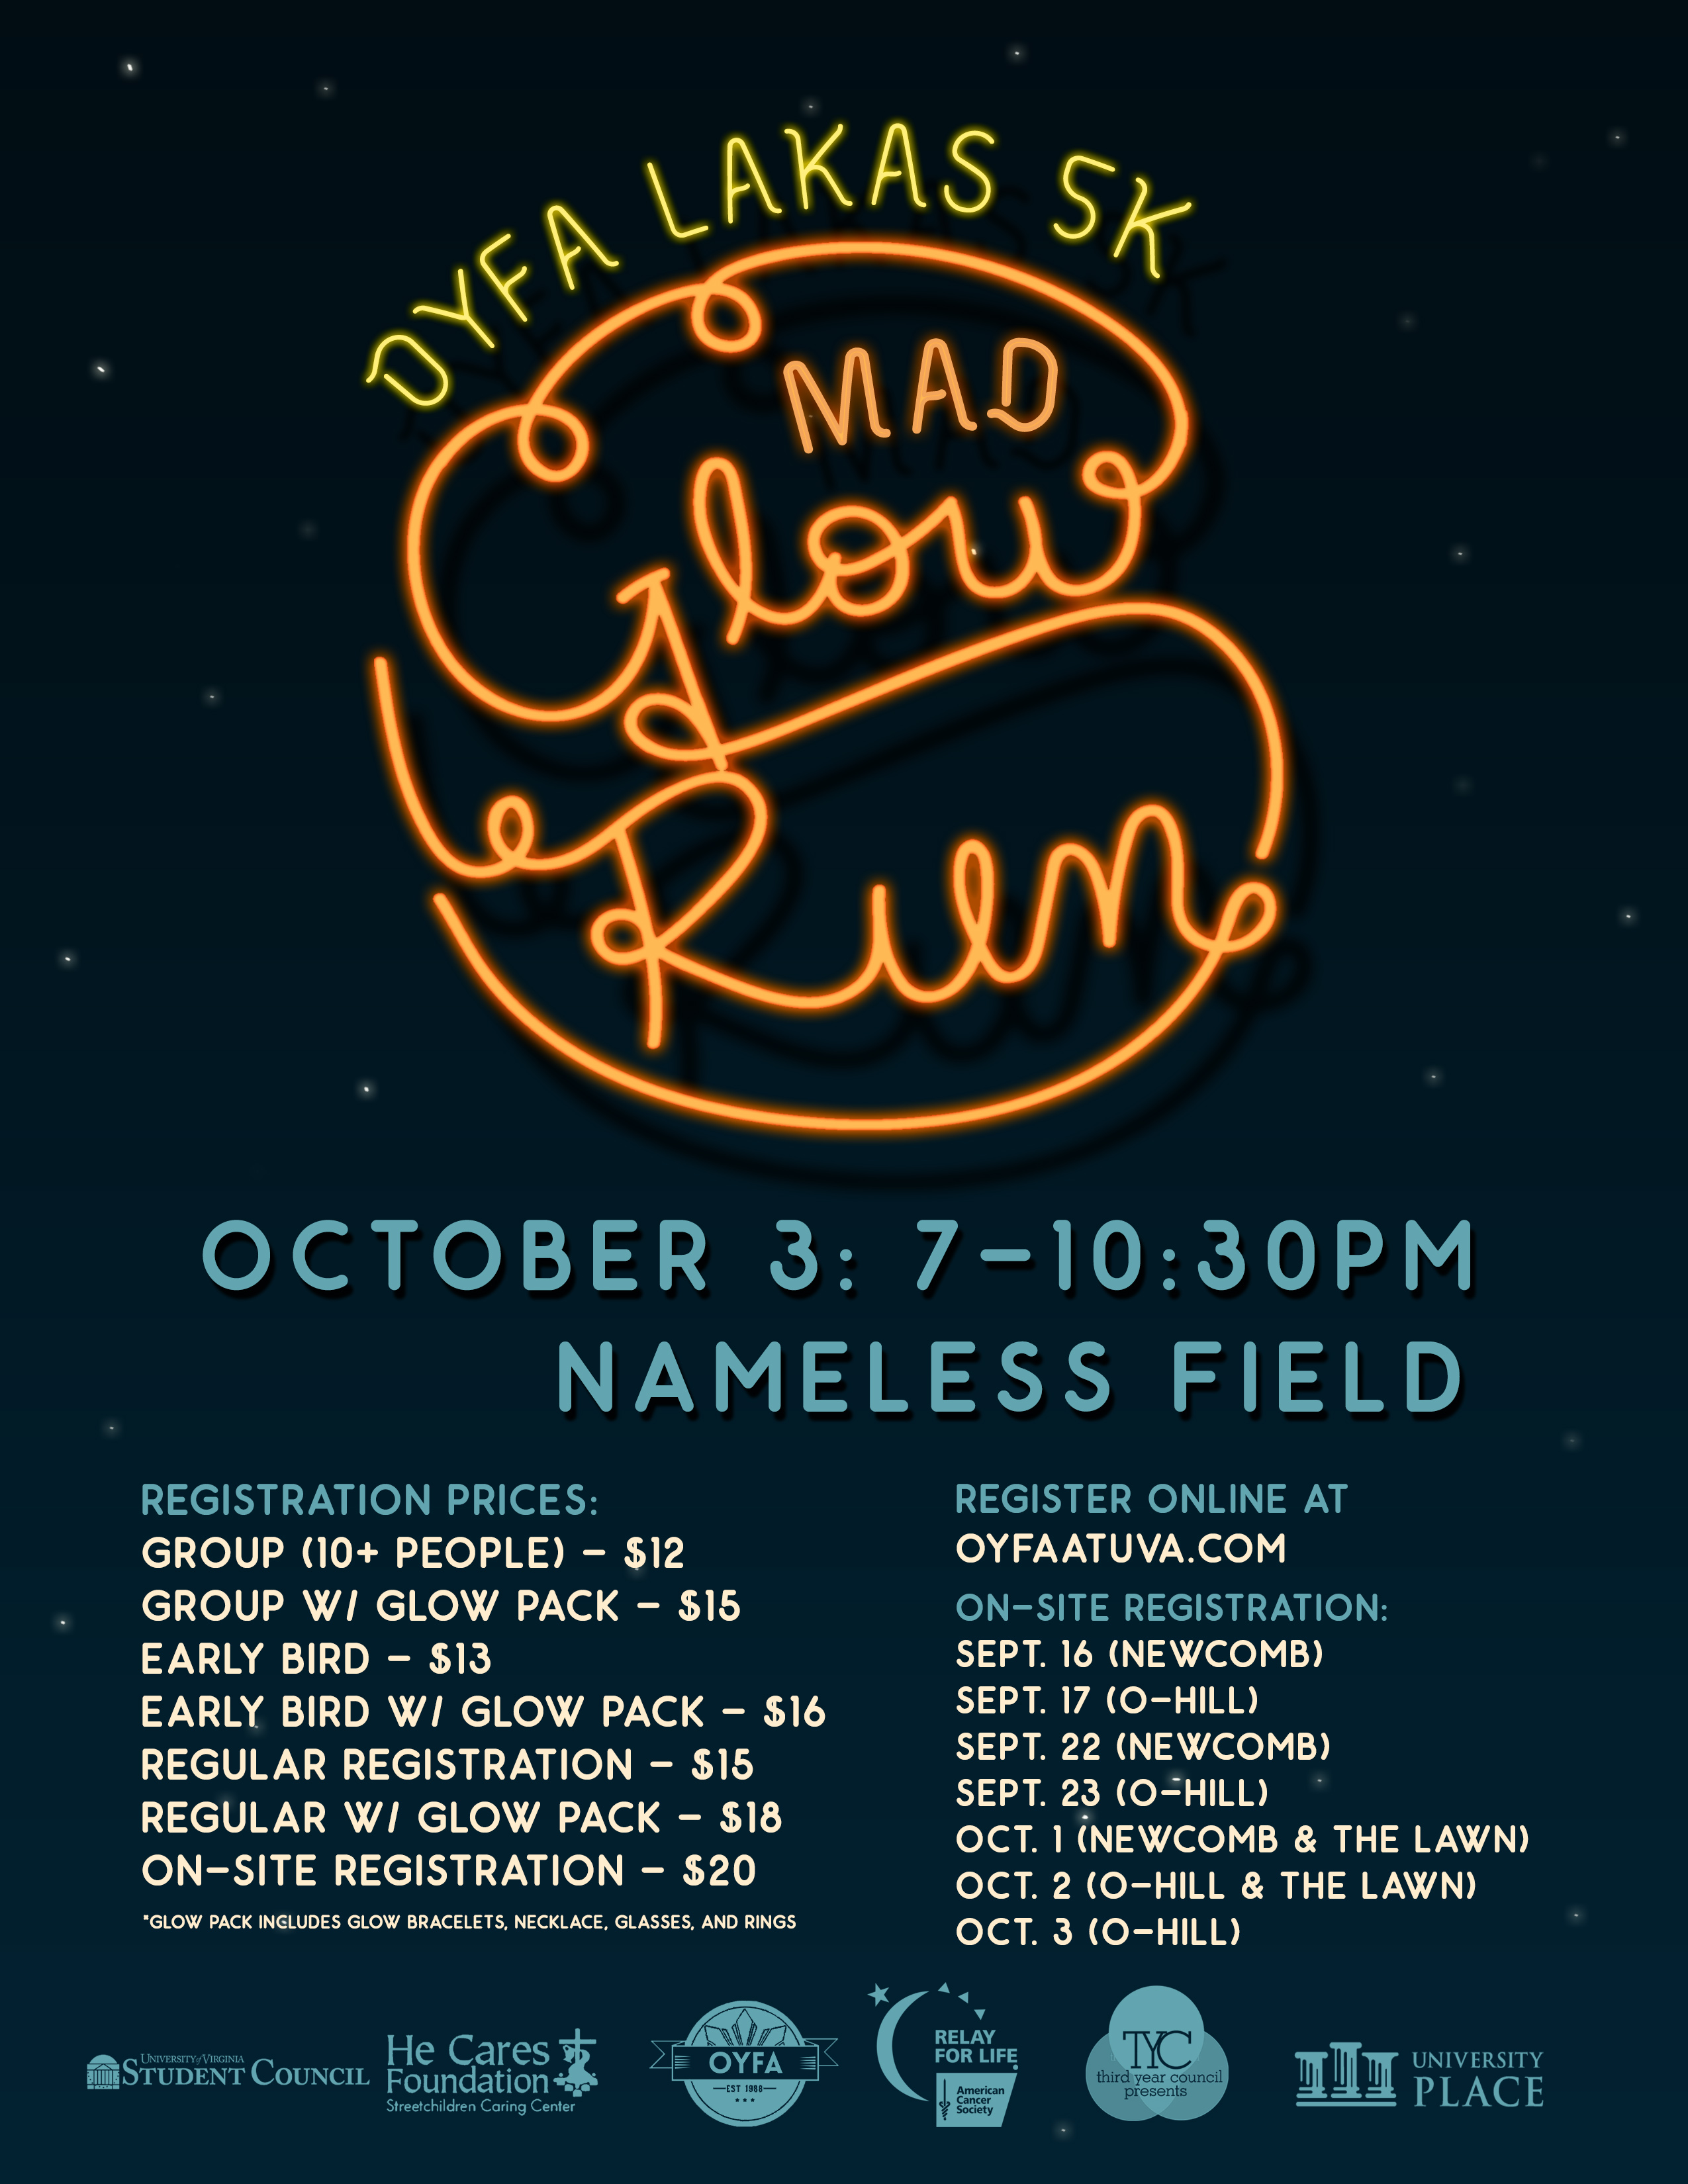 OYFA LAKAS 5K
MAD
Glow
Run
OCTOBER 3: 7-10:30PM
NAMELESS FIELD
REGISTRATION PRICES:
GROUP (10+ PEOPLE) - $12
GROUP W/ GLOW PACK - $15
EARLY BIRD - $13
EARLY BIRD W/ GLOW PACK - $16
REGULAR REGISTRATION - $15
REGULAR W/ GLOW PACK - $18
ON-SITE REGISTRATION - $20
*GLOW PACK INCLUDES GLOW BRACELETS, NECKLACE, GLASSES, AND RINGS
REGISTER ONLINE AT
OYFAATUVA.COM
ON-SITE REGISTRATION:
SEPT. 16 (NEWCOMB)
SEPT. 17 (O-HILL)
SEPT. 22 (NEWCOMB)
SEPT. 23 (O-HILL)
OCT. 1 (NEWCOMB & THE LAWN)
OCT. 2 (O-HILL & THE LAWN)
OCT. 3 (O-HILL)
University of Virginia
Student Council
He Cares
Foundation
Streetchildren Caring Center
OYFA
EST 1988
RELAY
FOR LIFE
American
Cancer
Society
TYC
third year council
presents
UNIVERSITY
PLACE